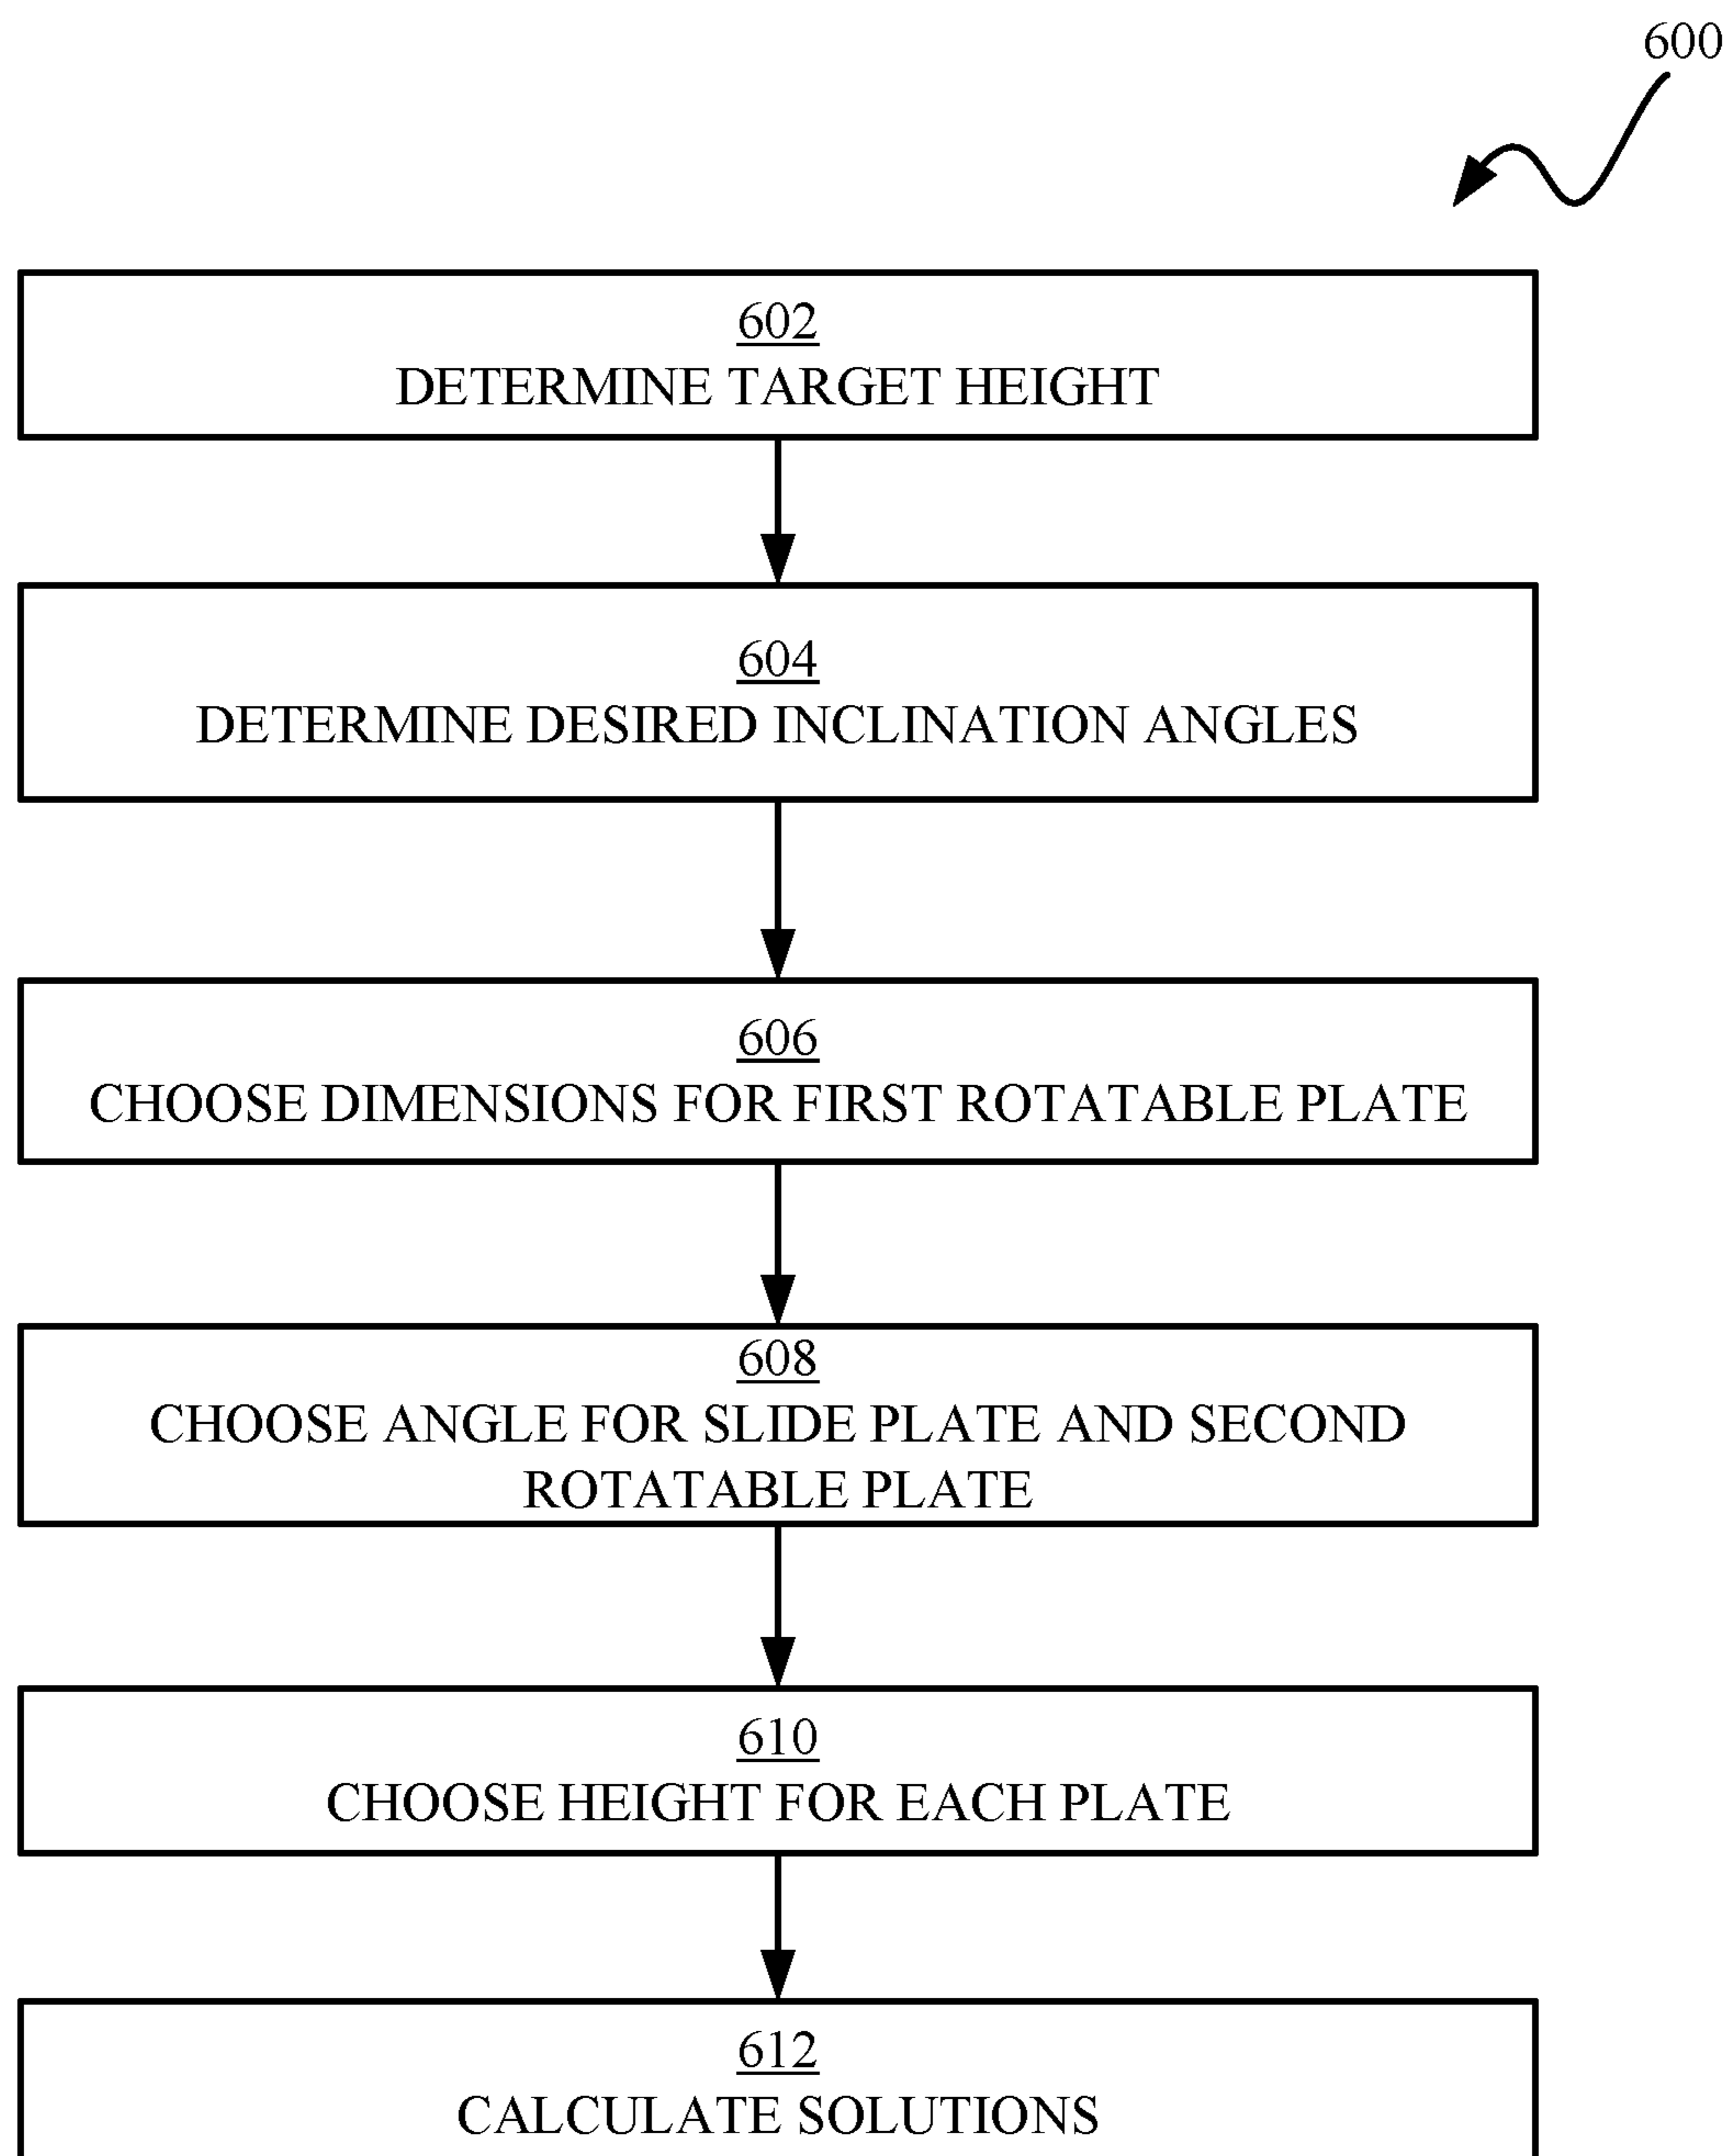 600
602
DETERMINE TARGET HEIGHT
604
DETERMINE DESIRED INCLINATION ANGLES
606
CHOOSE DIMENSIONS FOR FIRST ROTATABLE PLATE
608
CHOOSE ANGLE FOR SLIDE PLATE AND SECOND
ROTATABLE PLATE
610
CHOOSE HEIGHT FOR EACH PLATE
612
CALCULATE SOLUTIONS